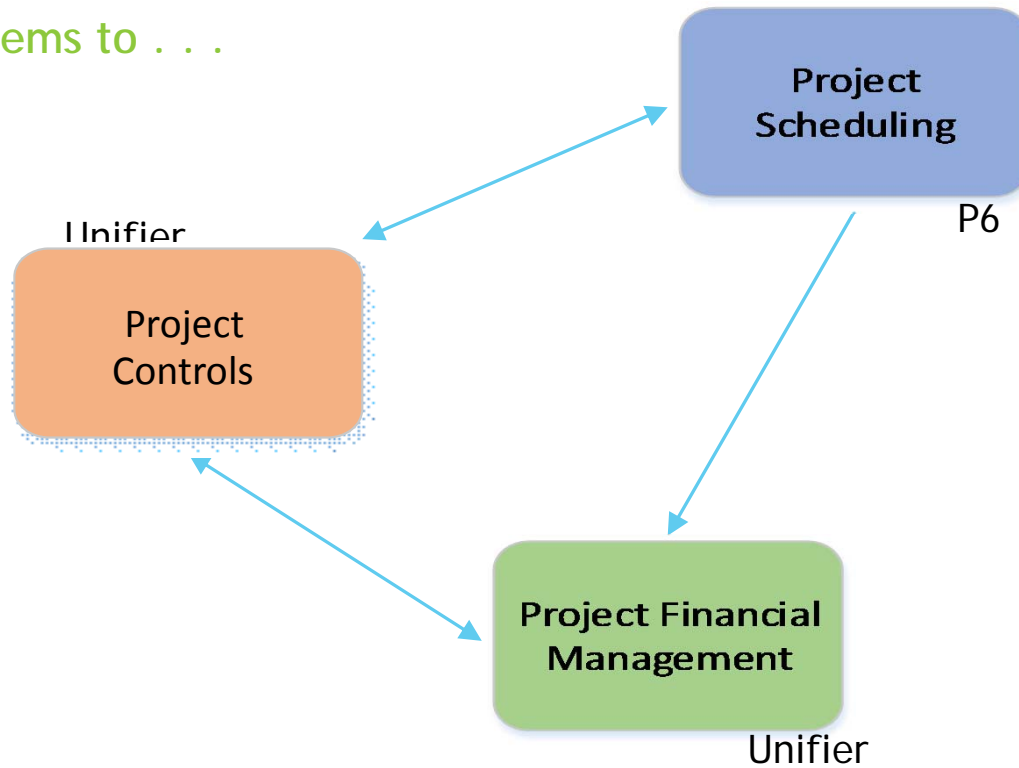 ems to . . .
Project
Scheduling
P6
Unifier
Project
Controls
Project Financial
Management
Unifier